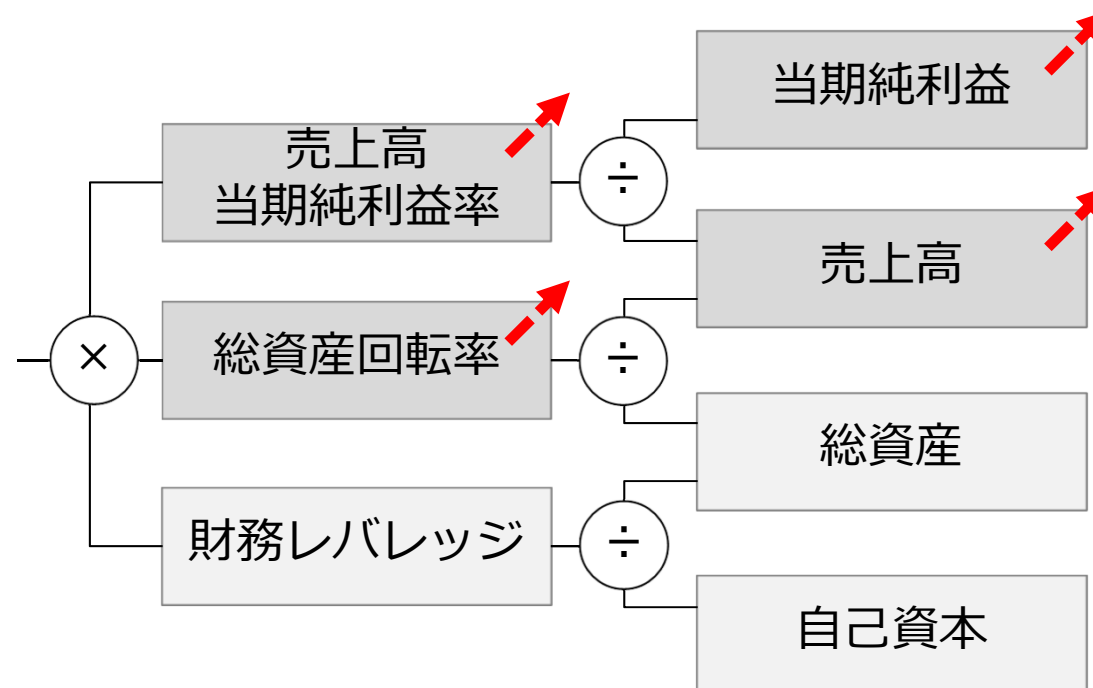 当期純利益
売上高
当期純利益率
÷
売上高
×
総資産回転率
÷
総資産
財務レバレッジ
÷
自己資本